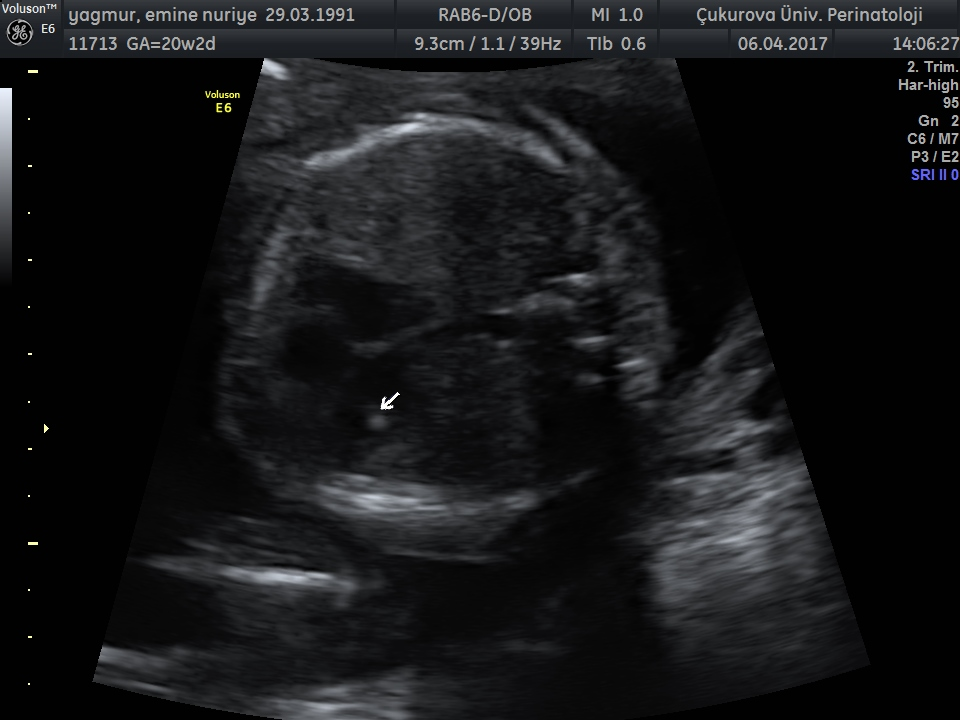 Voluson™
E6
yagmur, emine nuriye 29.03.1991
RAB6-D/OB
MI 1.0
Çukurova Üniv. Perinatoloji
11713 GA=20w2d
9.3cm / 1.1 / 39Hz
TIb 0.6
06.04.2017
14:06:27
2. Trim.
Har-high
95
Gn 2
C6 / M7
P3 / E2
SRI II 0
Voluson
E6